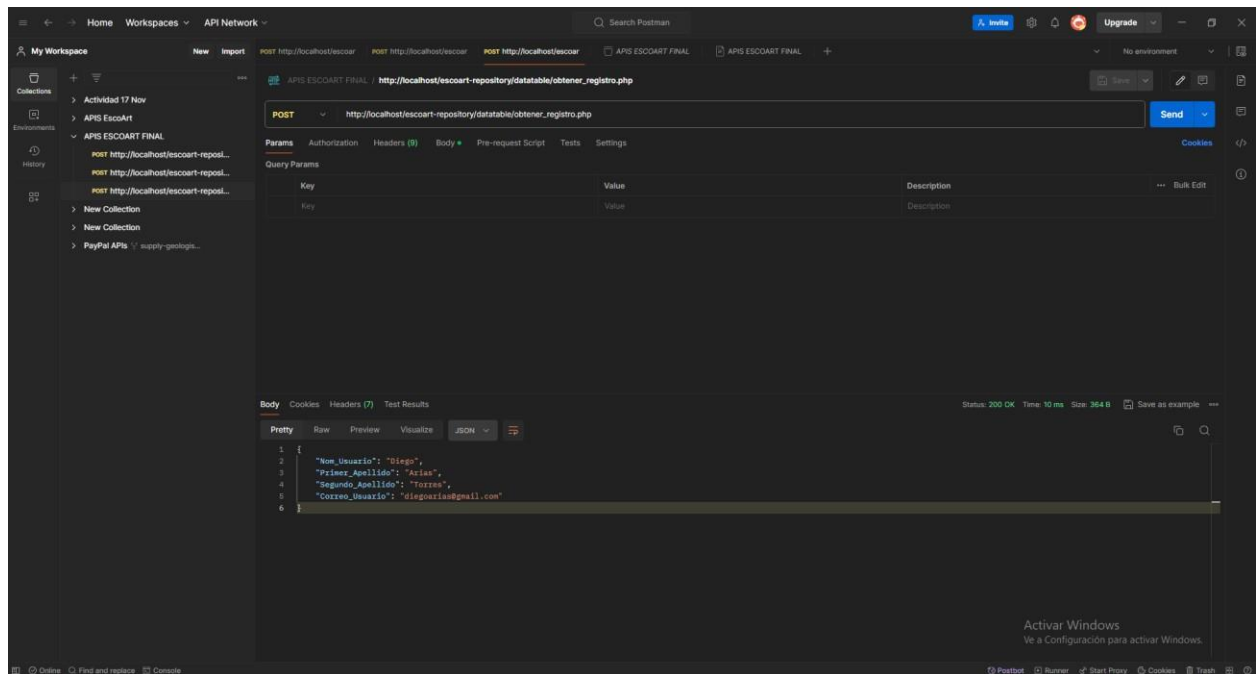 Home Workspaces API Network Search Postman Invite Upgrade
My Workspace New Import POST http://localhost/escoar POST http://localhost/escoar POST http://localhost/escoar APIS ESCOART FINAL APIS ESCOART FINAL No environment
Collections
Environments
History
Actividad 17 Nov
APIS EscoArt
APIS ESCOART FINAL
POST http://localhost/escoart-reposi...
POST http://localhost/escoart-reposi...
POST http://localhost/escoart-reposi...
New Collection
New Collection
PayPal APIs supply-geologis...
APIS ESCOART FINAL / http://localhost/escoart-repository/datatable/obtener_registro.php Save
POST http://localhost/escoart-repository/datatable/obtener_registro.php Send
Params Authorization Headers (9) Body Pre-request Script Tests Settings Cookies
Query Params
Key Value Description Bulk Edit
Key Value Description
Body Cookies Headers (7) Test Results Status: 200 OK Time: 10 ms Size: 364 B Save as example
Pretty Raw Preview Visualize JSON
1 {
2 "Nom_Usuario": "Diego",
3 "Primer_Apellido": "Arias",
4 "Segundo_Apellido": "Torres",
5 "Correo_Usuario": "diegoarias@gmail.com"
6 }
Activar Windows
Ve a Configuración para activar Windows.
Online Find and replace Console Postbot Runner Start Proxy Cookies Trash